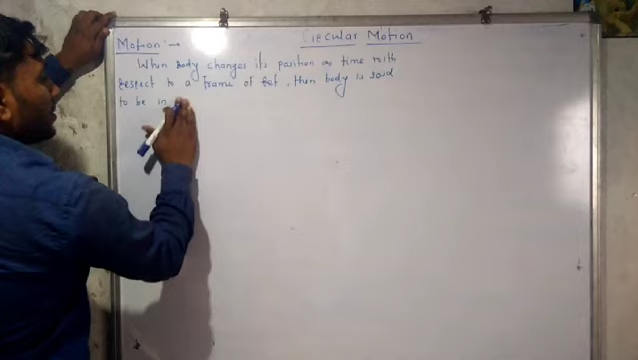 Circular Motion
Motion :→
When body changes its position as time with
respect to a frame of ref, then body is said
to be in